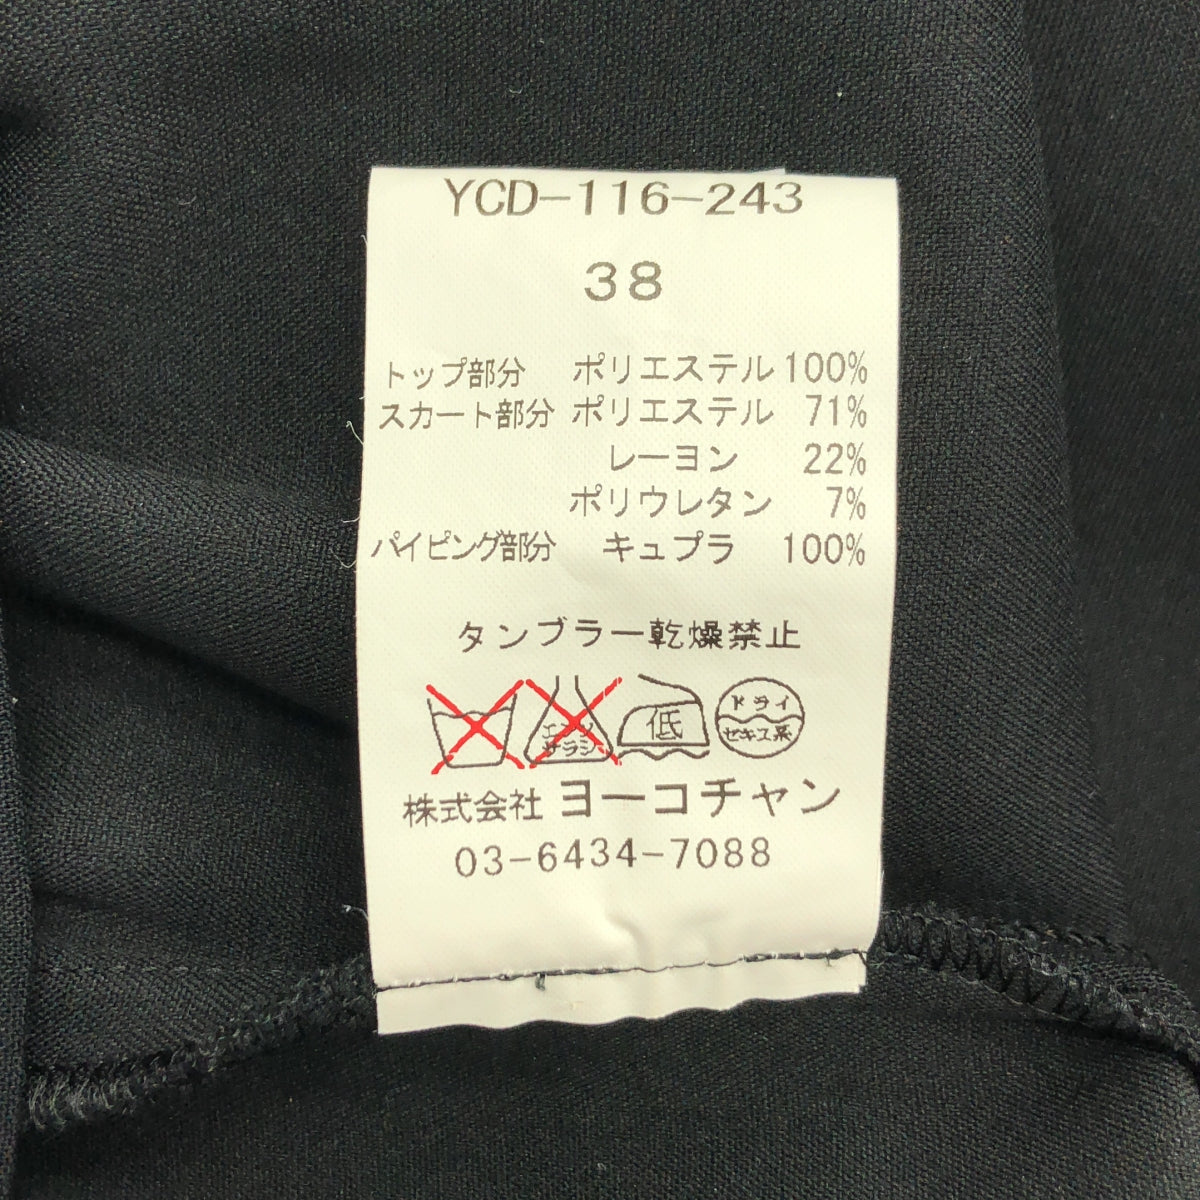 YCD-116-243
38
トップ部分 ポリエステル 100%
スカート部分 ポリエステル 71%
レーヨン 22%
ポリウレタン 7%
パイピング部分 キュプラ 100%
タンブラー乾燥禁止
エンソ サラシ 低 ドライ セキユ系
株式会社 ヨーコチャン
03-6434-7088